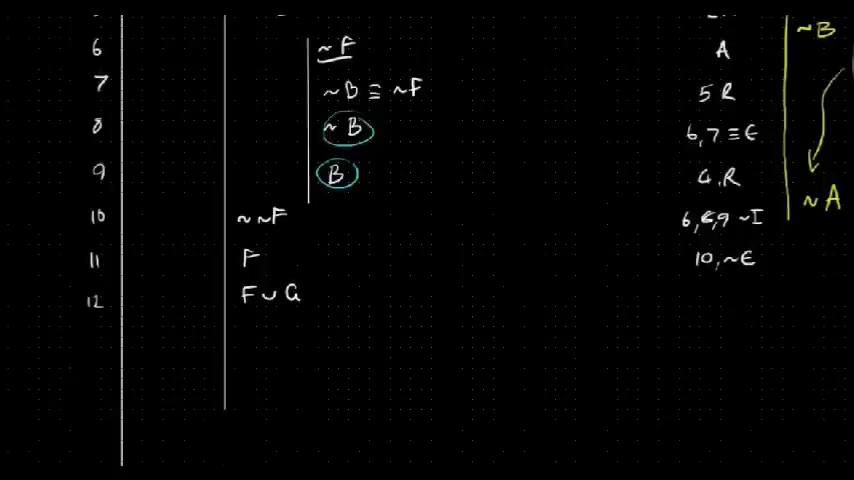 6 ~F A
7 ~B ≡ ~F 5 R
8 ~B 6,7 ≡E
9 B 4,R
10 ~~F 6,8,9 ~I
11 F 10,~E
12 F ∪ G
~B
~A